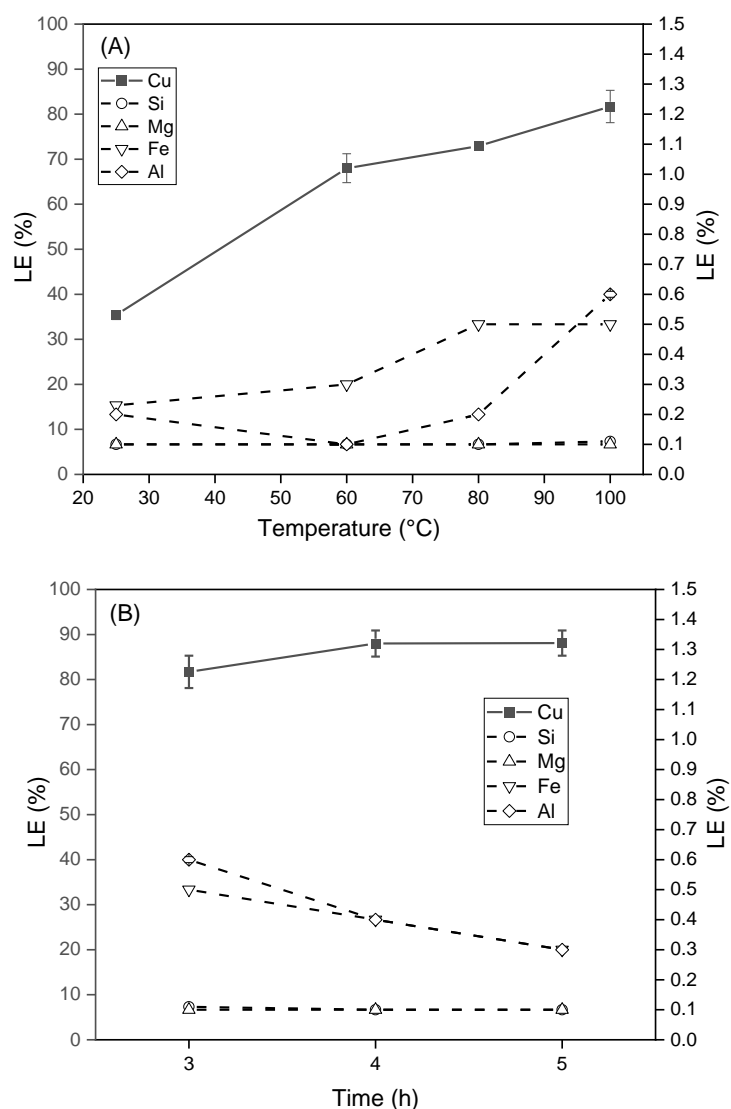 (A)
Cu
Si
Mg
Fe
Al
LE (%)
100
90
80
70
60
50
40
30
20
10
0
1.5
1.4
1.3
1.2
1.1
1.0
0.9
0.8
0.7
0.6
0.5
0.4
0.3
0.2
0.1
0.0
LE (%)
20 30 40 50 60 70 80 90 100
Temperature (°C)
(B)
Cu
Si
Mg
Fe
Al
LE (%)
100
90
80
70
60
50
40
30
20
10
0
1.5
1.4
1.3
1.2
1.1
1.0
0.9
0.8
0.7
0.6
0.5
0.4
0.3
0.2
0.1
0.0
LE (%)
3 4 5
Time (h)